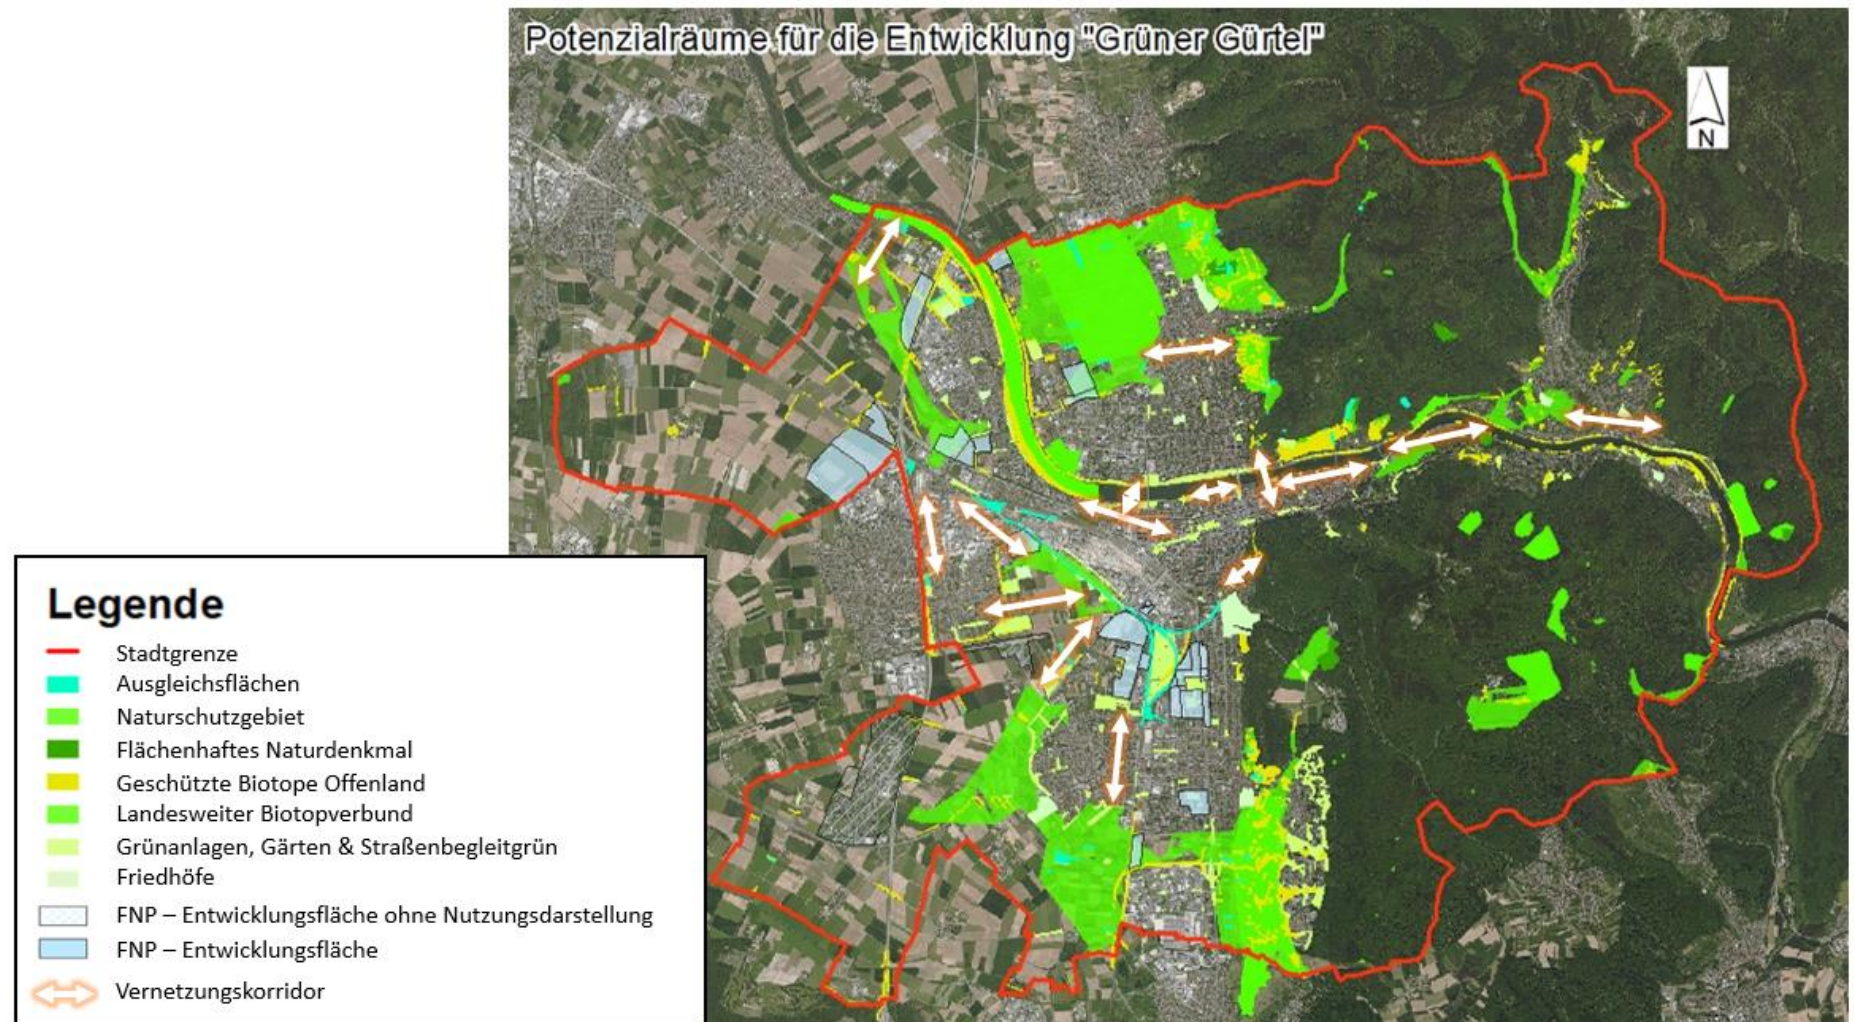 Potenzialräume für die Entwicklung "Grüner Gürtel"
N
Legende
Stadtgrenze
Ausgleichsflächen
Naturschutzgebiet
Flächenhaftes Naturdenkmal
Geschützte Biotope Offenland
Landesweiter Biotopverbund
Grünanlagen, Gärten & Straßenbegleitgrün
Friedhöfe
FNP – Entwicklungsfläche ohne Nutzungsdarstellung
FNP – Entwicklungsfläche
Vernetzungskorridor